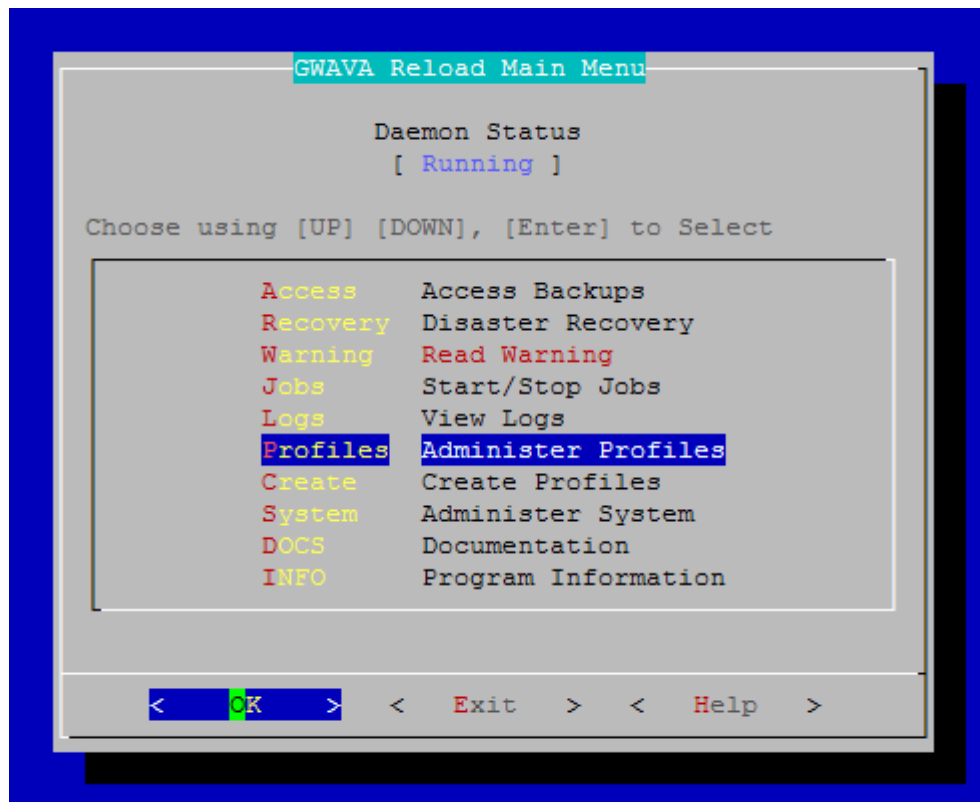 GWAVA Reload Main Menu
Daemon Status
[ Running ]
Choose using [UP] [DOWN], [Enter] to Select
Access Access Backups
Recovery Disaster Recovery
Warning Read Warning
Jobs Start/Stop Jobs
Logs View Logs
Profiles Administer Profiles
Create Create Profiles
System Administer System
DOCS Documentation
INFO Program Information
< OK > < Exit > < Help >